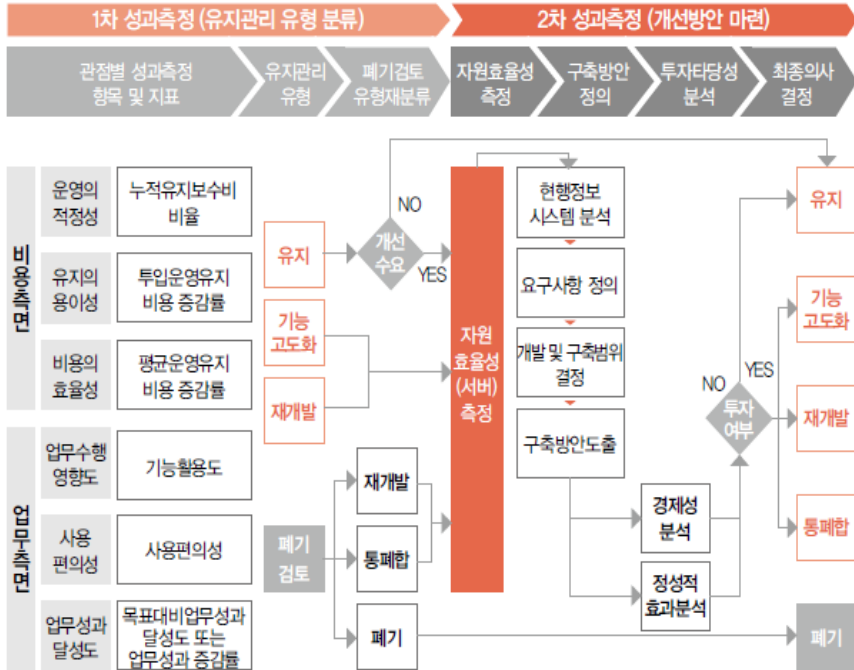 1차 성과측정 (유지관리 유형 분류)
2차 성과측정 (개선방안 마련)
관점별 성과측정
항목 및 지표
유지관리
유형
폐기검토
유형재분류
자원효율성
측정
구축방안
정의
투자타당성
분석
최종의사
결정
비용측면
운영의
적정성
누적유지보수비
비율
유지의
용이성
투입운영유지
비용 증감률
비용의
효율성
평균운영유지
비용 증감률
업무측면
업무수행
영향도
기능활용도
사용
편의성
사용편의성
업무성과
달성도
목표대비업무성과
달성도 또는
업무성과 증감률
유지
기능
고도화
재개발
폐기
검토
개선
수요
NO
YES
재개발
통폐합
폐기
자원
효율성
(서버)
측정
현행정보
시스템 분석
요구사항 정의
개발 및 구축범위
결정
구축방안도출
경제성
분석
정성적
효과분석
NO
YES
투자
여부
유지
기능
고도화
재개발
통폐합
폐기